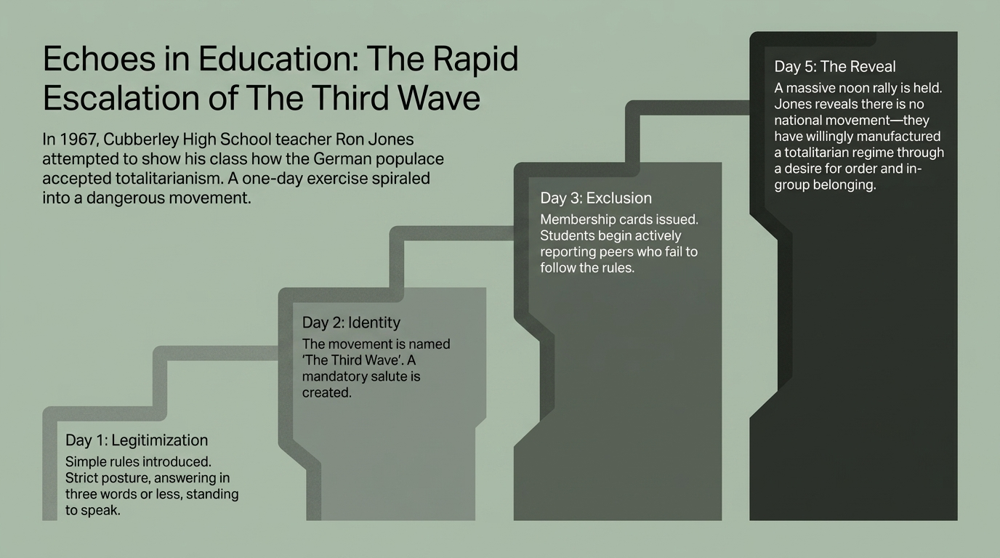 Echoes in Education: The Rapid
Escalation of The Third Wave
In 1967, Cubberley High School teacher Ron Jones
attempted to show his class how the German populace
accepted totalitarianism. A one-day exercise spiraled
into a dangerous movement.
Day 1: Legitimization
Simple rules introduced.
Strict posture, answering in
three words or less, standing
to speak.
Day 2: Identity
The movement is named
'The Third Wave'. A
mandatory salute is
created.
Day 3: Exclusion
Membership cards issued.
Students begin actively
reporting peers who fail to
follow the rules.
Day 5: The Reveal
A massive noon rally is held.
Jones reveals there is no
national movement—they
have willingly manufactured
a totalitarian regime through
a desire for order and in-
group belonging.